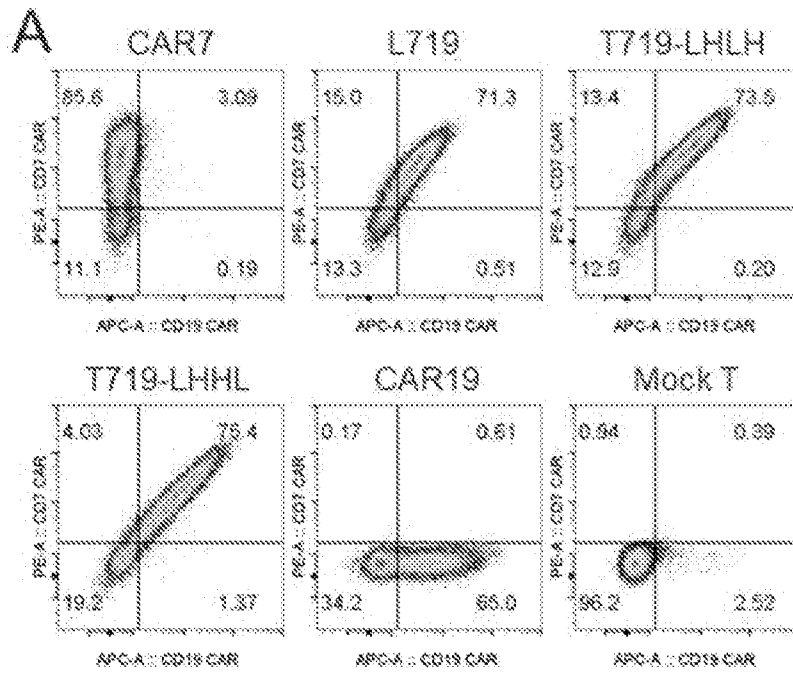 A
CAR7 L719 T719-LHLH
85.6 3.09 15.0 71.3 13.4 73.5
PE-A :: CD7 CAR PE-A :: CD7 CAR PE-A :: CD7 CAR
11.1 0.19 13.3 0.51 12.9 0.20
APC-A :: CD19 CAR APC-A :: CD19 CAR APC-A :: CD19 CAR
T719-LHHL CAR19 Mock T
4.03 75.4 0.17 0.61 0.94 0.39
PE-A :: CD7 CAR PE-A :: CD7 CAR PE-A :: CD7 CAR
19.2 1.37 34.2 65.0 96.2 2.52
APC-A :: CD19 CAR APC-A :: CD19 CAR APC-A :: CD19 CAR